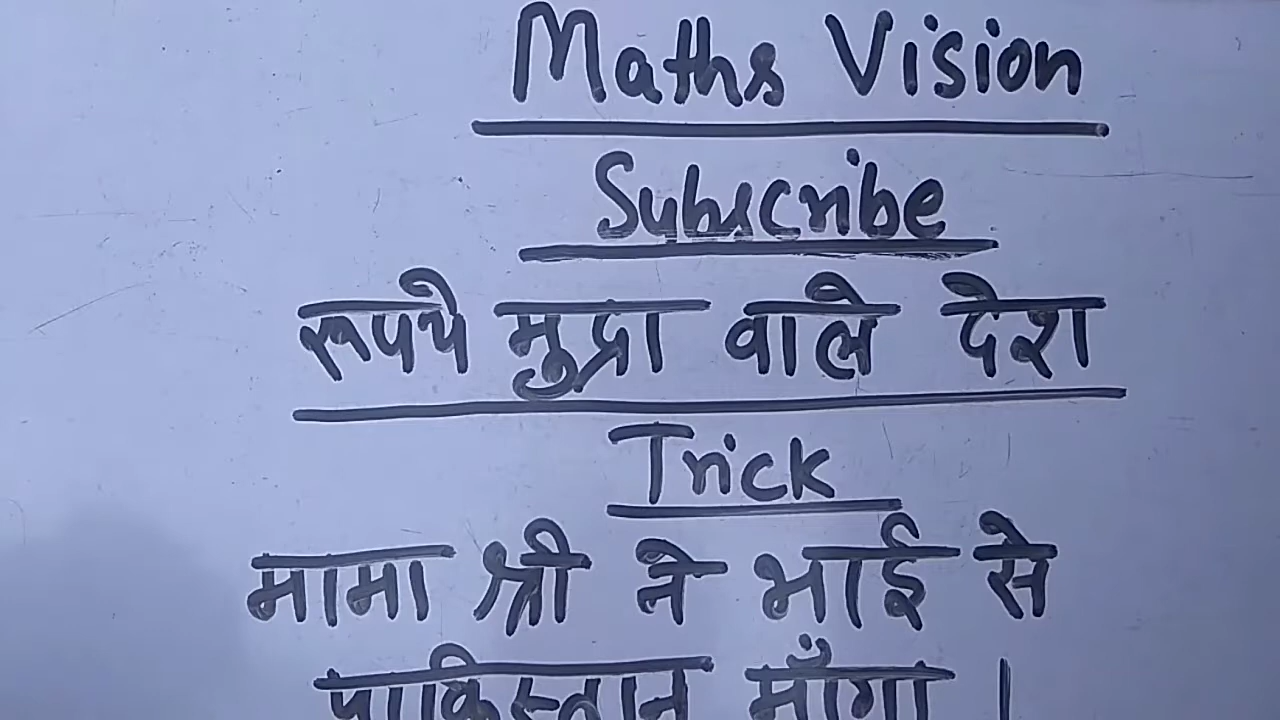 Maths Vision
Subscribe
रूपये मुद्रा वाले देश
Trick
मामा श्री ने भाई से
पाकिस्तान माँगा ।